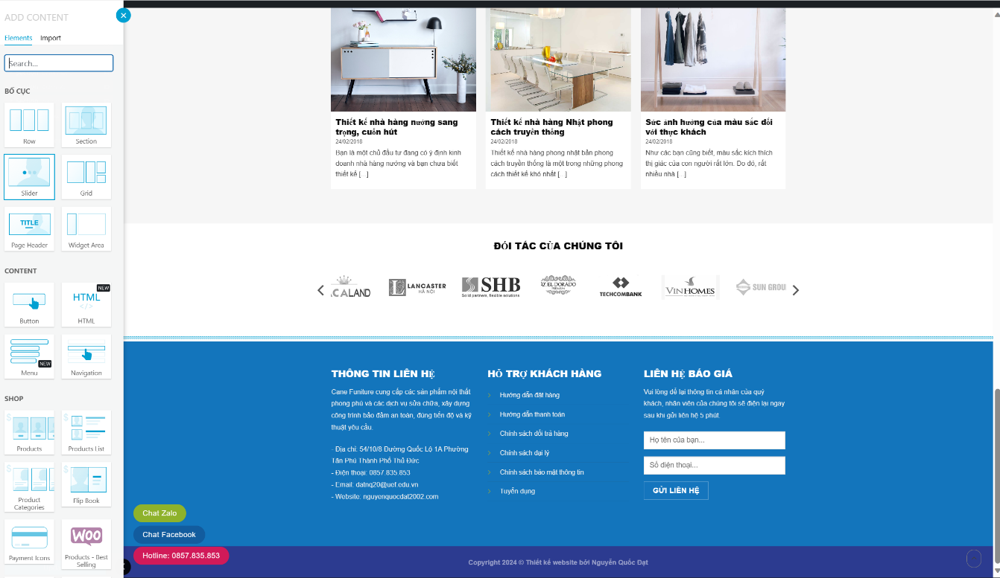 ADD CONTENT
Elements
Import
Search...
BỐ CỤC
Row
Section
Slider
Grid
TITLE
Page Header
Widget Area
CONTENT
Button
NEW
HTML
</>
HTML
NEW
Menu
Navigation
SHOP
Products
Products List
Product
Categories
Flip Book
Payment Icons
WOO
Products - Best
Selling
Thiết kế nhà hàng nướng sang
trọng, cuốn hút
24/02/2018
Bạn là một chủ đầu tư đang có ý định kinh
doanh nhà hàng nướng và bạn chưa biết
thiết kế [...]
Thiết kế nhà hàng Nhật phong
cách truyền thống
24/02/2018
Thiết kế nhà hàng phong nhật bản phong
cách truyền thống là một trong những phong
cách thiết kế khó nhất [...]
Sức ảnh hưởng của màu sắc đối
với thực khách
24/02/2018
Như các bạn cũng biết, màu sắc kích thích
thị giác của con người rất lớn. Do đó, rất
nhiều nhà [...]
ĐỐI TÁC CỦA CHÚNG TÔI
ACALAND
LANCASTER
HÀ NỘI
SHB
Solid partners, flexible solutions
D'. EL DORADO
PREMIUM
TECHCOMBANK
VINHOMES
SUN GROU
THÔNG TIN LIÊN HỆ
Cane Funiture cung cấp các sản phẩm nội thất
phong phú và các dịch vụ sửa chữa, xây dựng
công trình bảo đảm an toàn, đúng tiến độ và kỹ
thuật yêu cầu.
- Địa chỉ: 54/10/8 Đường Quốc Lộ 1A Phường
Tân Phú Thành Phố Thủ Đức
- Điện thoại: 0857.835.853
- Email: datnq20@uef.edu.vn
- Website: nguyenquocdat2002.com
HỖ TRỢ KHÁCH HÀNG
Hướng dẫn đặt hàng
Hướng dẫn thanh toán
Chính sách đổi trả hàng
Chính sách đại lý
Chính sách bảo mật thông tin
Tuyển dụng
LIÊN HỆ BÁO GIÁ
Vui lòng để lại thông tin cá nhân của quý
khách, nhân viên của chúng tôi sẽ điện lại ngay
sau khi gửi liên hệ 5 phút.
Họ tên của bạn...
Số điện thoại...
GỬI LIÊN HỆ
Chat Zalo
Chat Facebook
Hotline: 0857.835.853
Copyright 2024 © Thiết kế website bởi Nguyễn Quốc Đạt